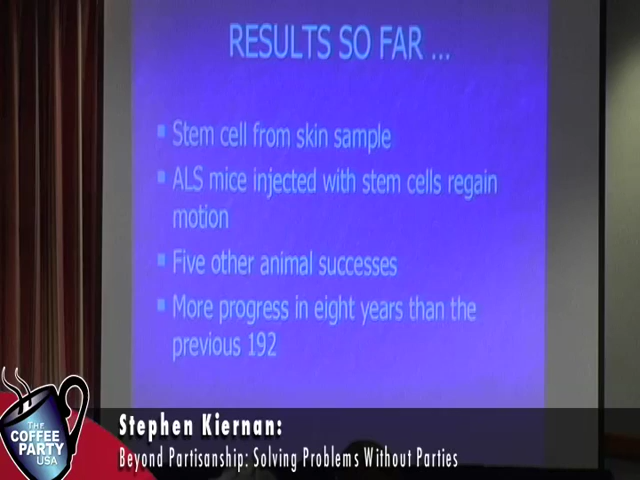 RESULTS SO FAR ...
▪ Stem cell from skin sample
▪ ALS mice injected with stem cells regain
motion
▪ Five other animal successes
▪ More progress in eight years than the
previous 192
THE
COFFEE
PARTY
USA
Stephen Kiernan:
Beyond Partisanship: Solving Problems Without Parties